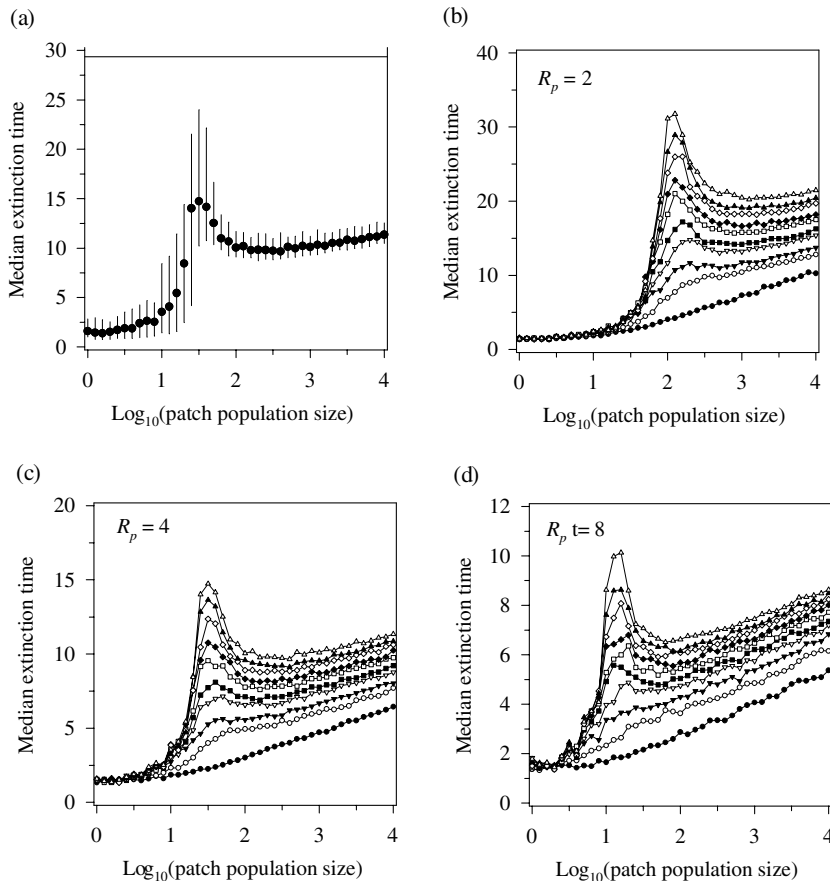 (a)
30
25
20
15
10
5
0
Median extinction time
0 1 2 3 4
Log10(patch population size)
(b)
40
30
20
10
0
Median extinction time
Rp = 2
0 1 2 3 4
Log10(patch population size)
(c)
20
15
10
5
0
Median extinction time
Rp = 4
0 1 2 3 4
Log10(patch population size)
(d)
12
10
8
6
4
2
0
Median extinction time
Rp t= 8
0 1 2 3 4
Log10(patch population size)